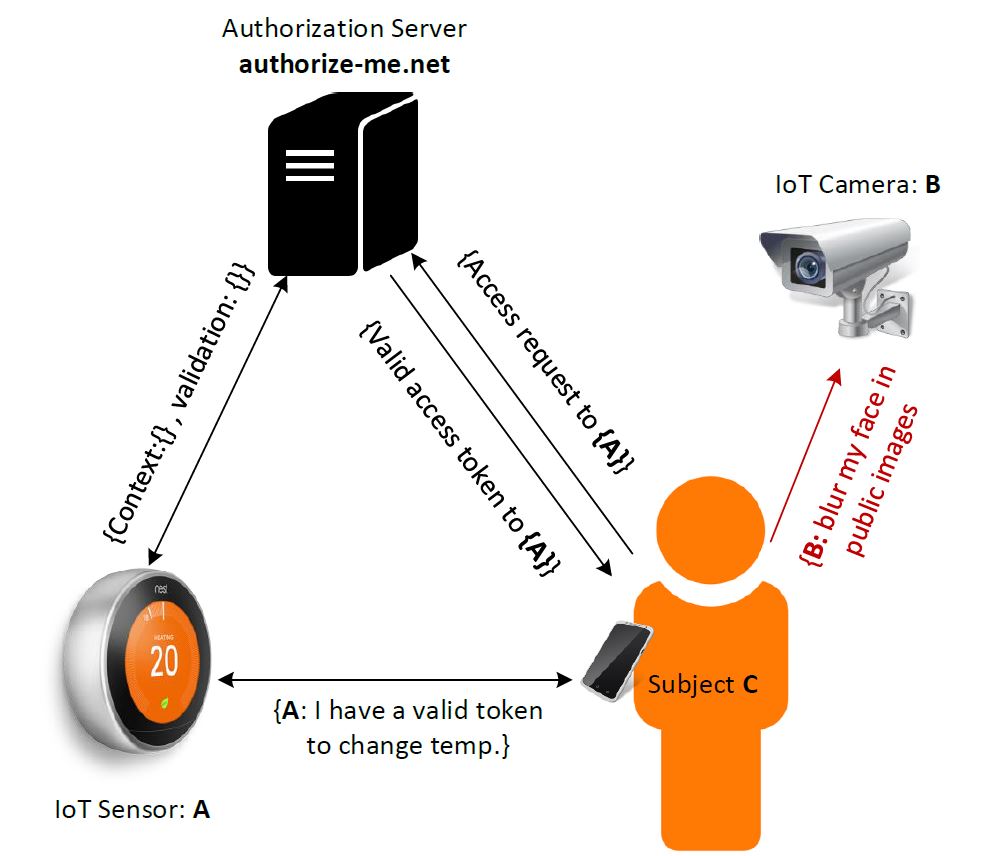 Authorization Server
authorize-me.net
IoT Camera: B
{Access request to {A}}
{Valid access token to {A}}
{Context:{} , validation: {}}
{B: blur my face in
public images
nest
HEATING
20
Subject C
{A: I have a valid token
to change temp.}
IoT Sensor: A